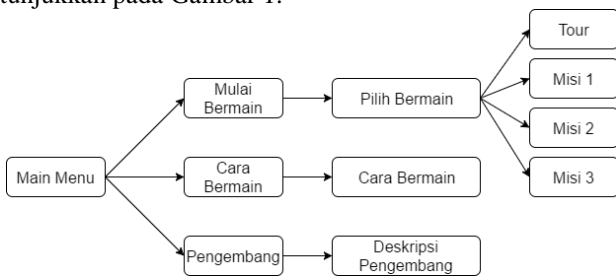 tunjukkan pada Gambar 1.
Tour
Mulai
Bermain
Pilih Bermain
Misi 1
Misi 2
Main Menu
Cara
Bermain
Cara Bermain
Misi 3
Pengembang
Deskripsi
Pengembang